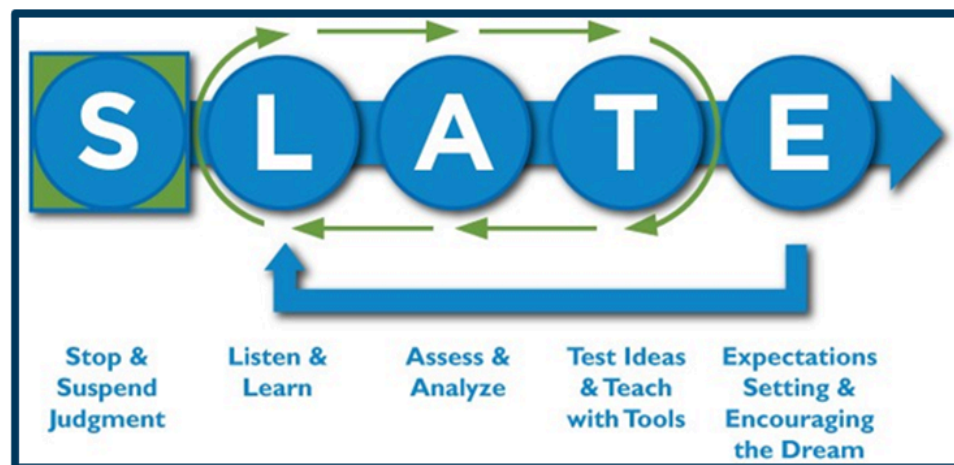 S L A T E
Stop &
Suspend
Judgment
Listen &
Learn
Assess &
Analyze
Test Ideas
& Teach
with Tools
Expectations
Setting &
Encouraging
the Dream